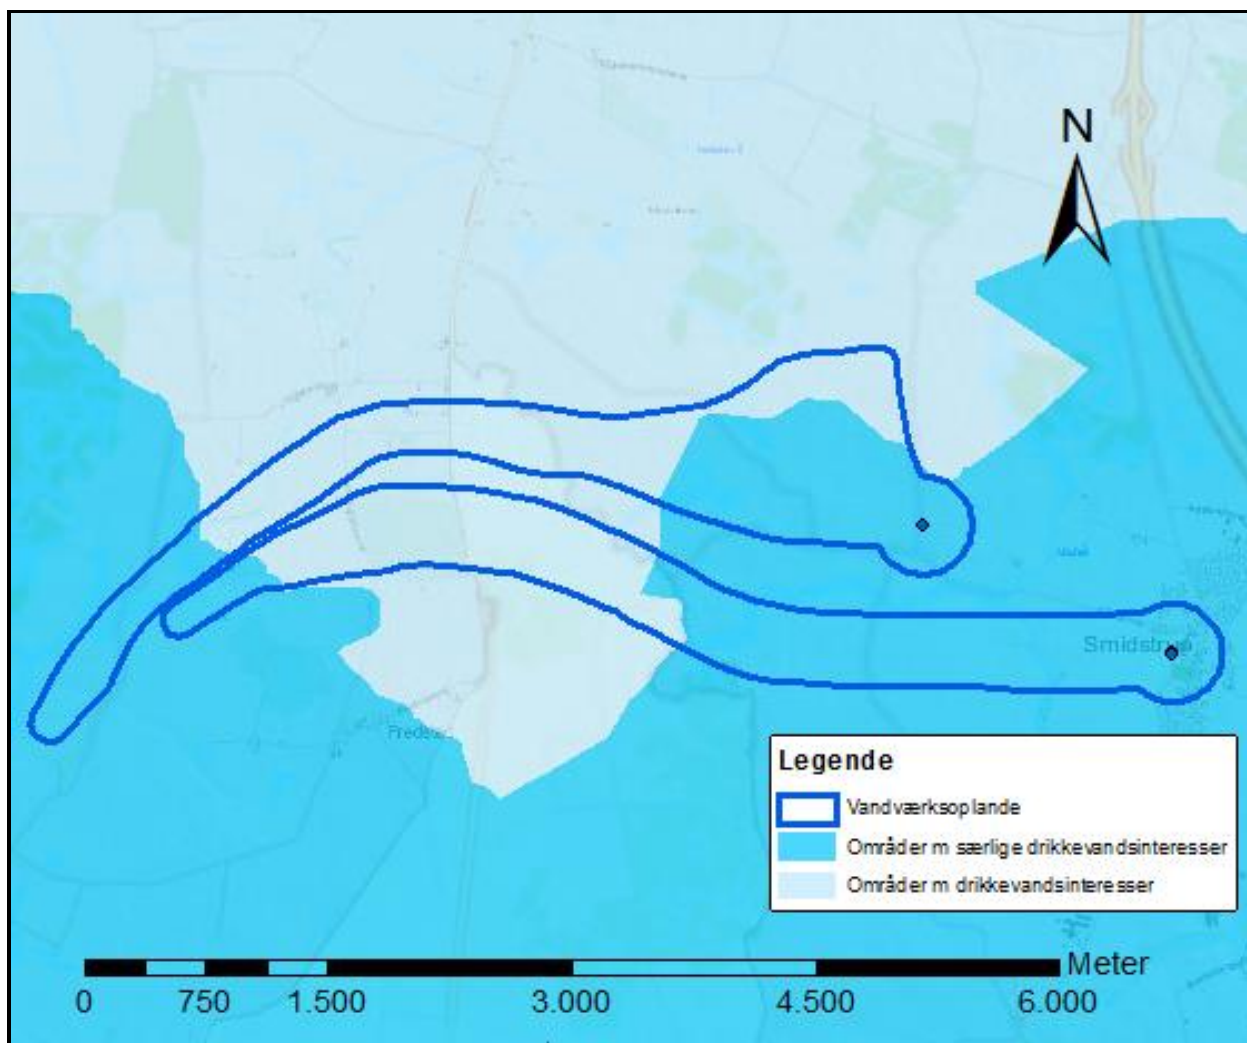 N
Smidstrup
Legende
Vandværksoplande
Områder m særlige drikkevandsinteresser
Områder m drikkevandsinteresser
Meter
0 750 1.500 3.000 4.500 6.000